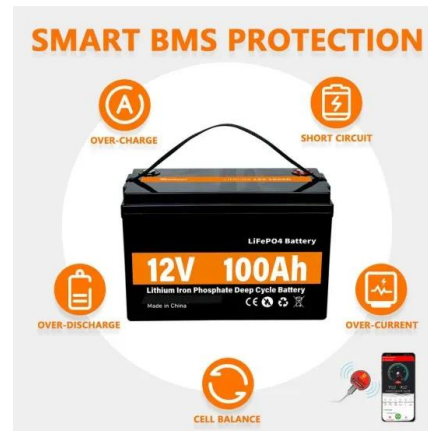 SMART BMS PROTECTION
A
OVER-CHARGE
SHORT CIRCUIT
LiFePO4 Battery
12V 100Ah
Lithium Iron Phosphate Deep Cycle Battery
Made in China
CE
OVER-DISCHARGE
OVER-CURRENT
CELL BALANCE